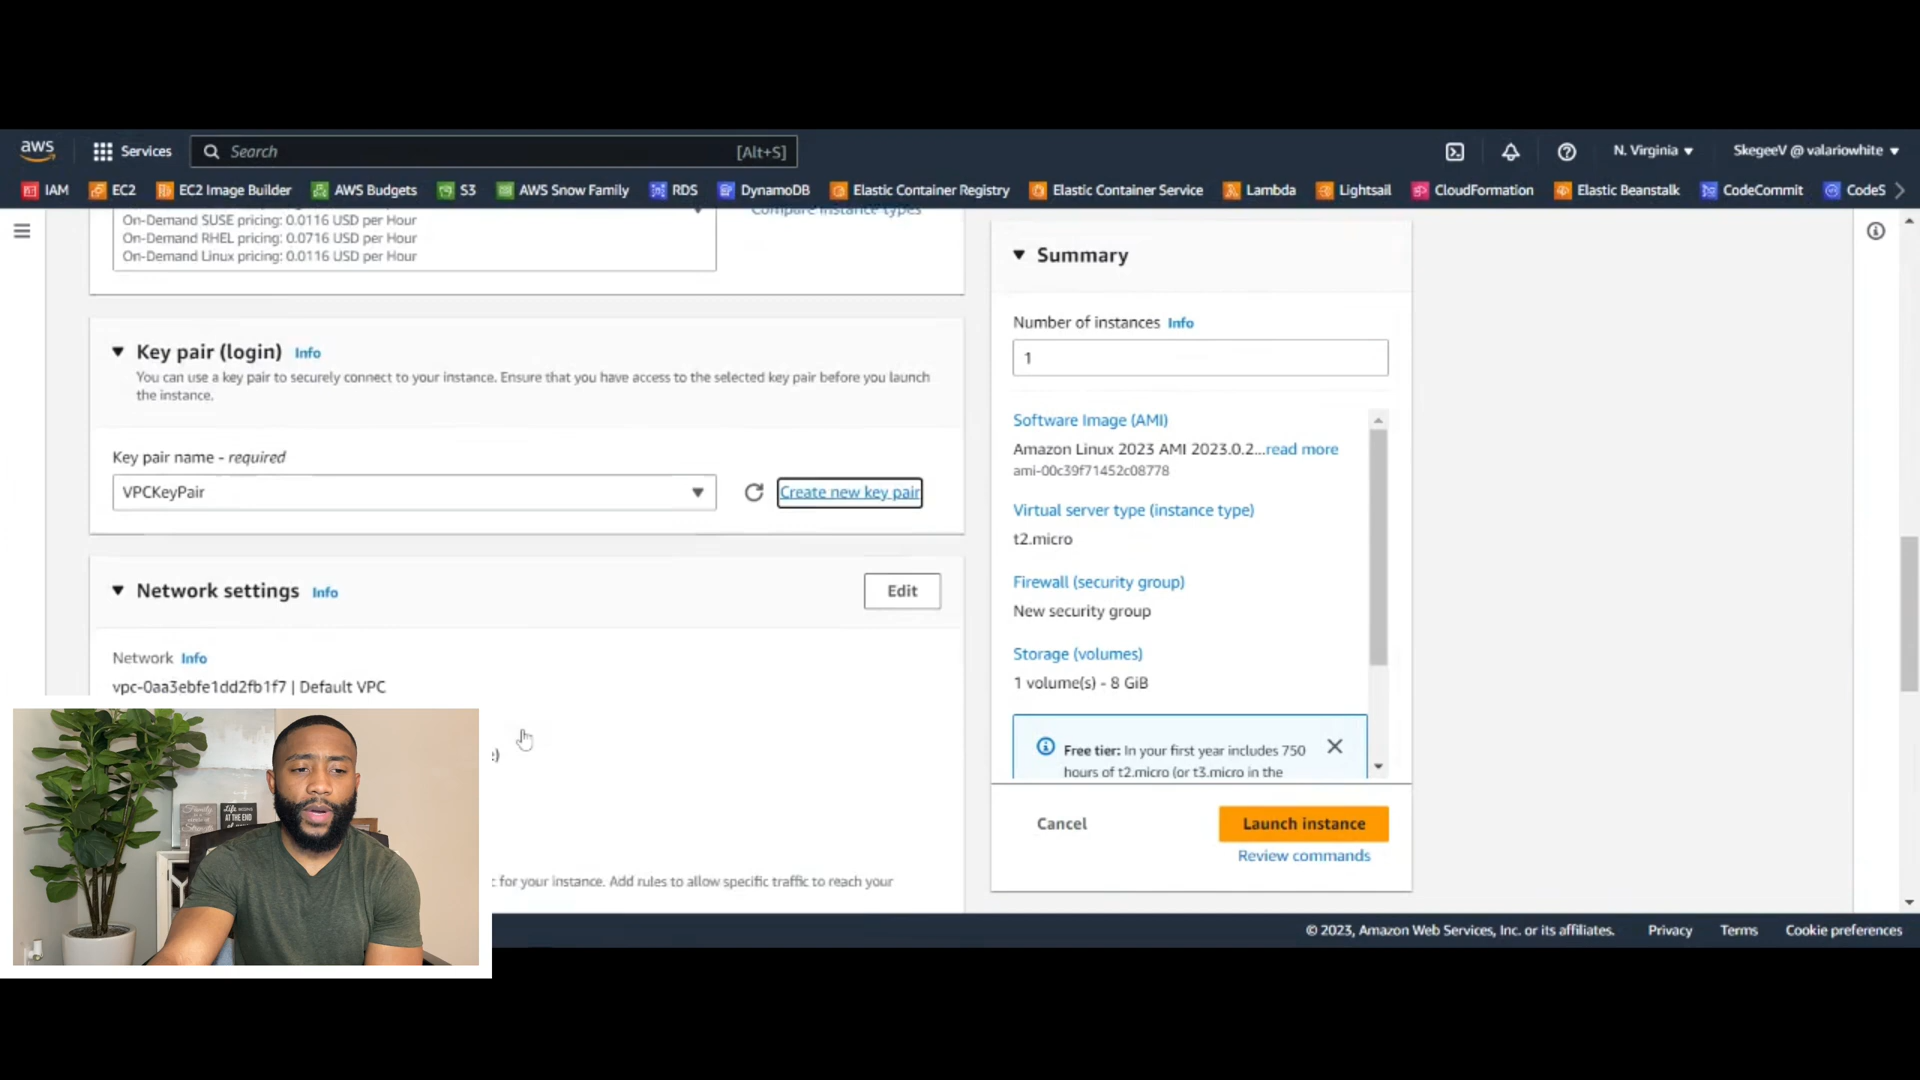 aws
Services
Search
[Alt+S]
N. Virginia
SkegeeV @ valariowhite
IAM
EC2
EC2 Image Builder
AWS Budgets
S3
AWS Snow Family
RDS
DynamoDB
Elastic Container Registry
Elastic Container Service
Lambda
Lightsail
CloudFormation
Elastic Beanstalk
CodeCommit
CodeS
On-Demand SUSE pricing: 0.0116 USD per Hour
On-Demand RHEL pricing: 0.0716 USD per Hour
On-Demand Linux pricing: 0.0116 USD per Hour
Compare instance types
Key pair (login) Info
You can use a key pair to securely connect to your instance. Ensure that you have access to the selected key pair before you launch
the instance.
Key pair name - required
VPCKeyPair
Create new key pair
Network settings Info
Edit
Network Info
vpc-0aa3ebfe1dd2fb1f7 | Default VPC
for your instance. Add rules to allow specific traffic to reach your
Summary
Number of instances Info
1
Software Image (AMI)
Amazon Linux 2023 AMI 2023.0.2...read more
ami-00c39f71452c08778
Virtual server type (instance type)
t2.micro
Firewall (security group)
New security group
Storage (volumes)
1 volume(s) - 8 GiB
Free tier: In your first year includes 750
hours of t2.micro (or t3.micro in the
Cancel
Launch instance
Review commands
© 2023, Amazon Web Services, Inc. or its affiliates.
Privacy
Terms
Cookie preferences